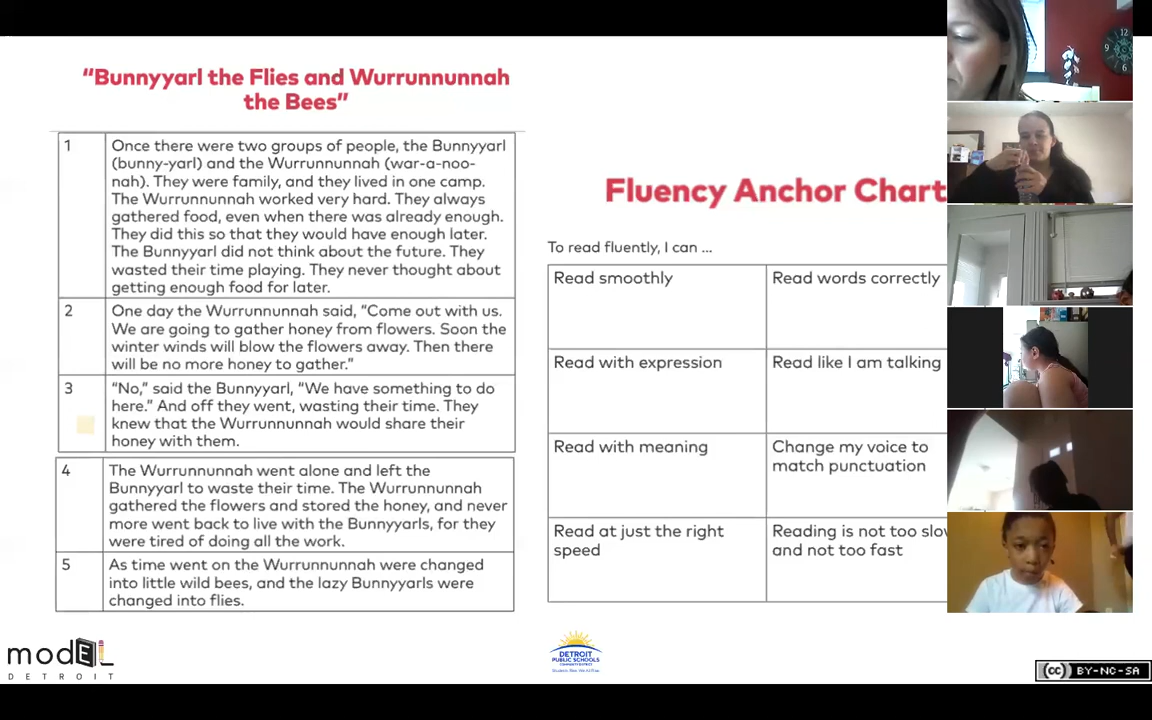 “Bunnyyarl the Flies and Wurrunnunnah
the Bees”
1
Once there were two groups of people, the Bunnyyarl
(bunny-yarl) and the Wurrunnunnah (war-a-noo-
nah). They were family, and they lived in one camp.
The Wurrunnunnah worked very hard. They always
gathered food, even when there was already enough.
They did this so that they would have enough later.
The Bunnyyarl did not think about the future. They
wasted their time playing. They never thought about
getting enough food for later.
2
One day the Wurrunnunnah said, “Come out with us.
We are going to gather honey from flowers. Soon the
winter winds will blow the flowers away. Then there
will be no more honey to gather.”
3
“No,” said the Bunnyyarl, “We have something to do
here.” And off they went, wasting their time. They
knew that the Wurrunnunnah would share their
honey with them.
4
The Wurrunnunnah went alone and left the
Bunnyyarl to waste their time. The Wurrunnunnah
gathered the flowers and stored the honey, and never
more went back to live with the Bunnyyarls, for they
were tired of doing all the work.
5
As time went on the Wurrunnunnah were changed
into little wild bees, and the lazy Bunnyyarls were
changed into flies.
Fluency Anchor Chart
To read fluently, I can ...
Read smoothly
Read words correctly
Read with expression
Read like I am talking
Read with meaning
Change my voice to
match punctuation
Read at just the right
speed
Reading is not too slo
and not too fast
modEL
DETROIT
DETROIT
PUBLIC SCHOOLS
COMMUNITY DISTRICT
cc BY-NC-SA
12
9
6